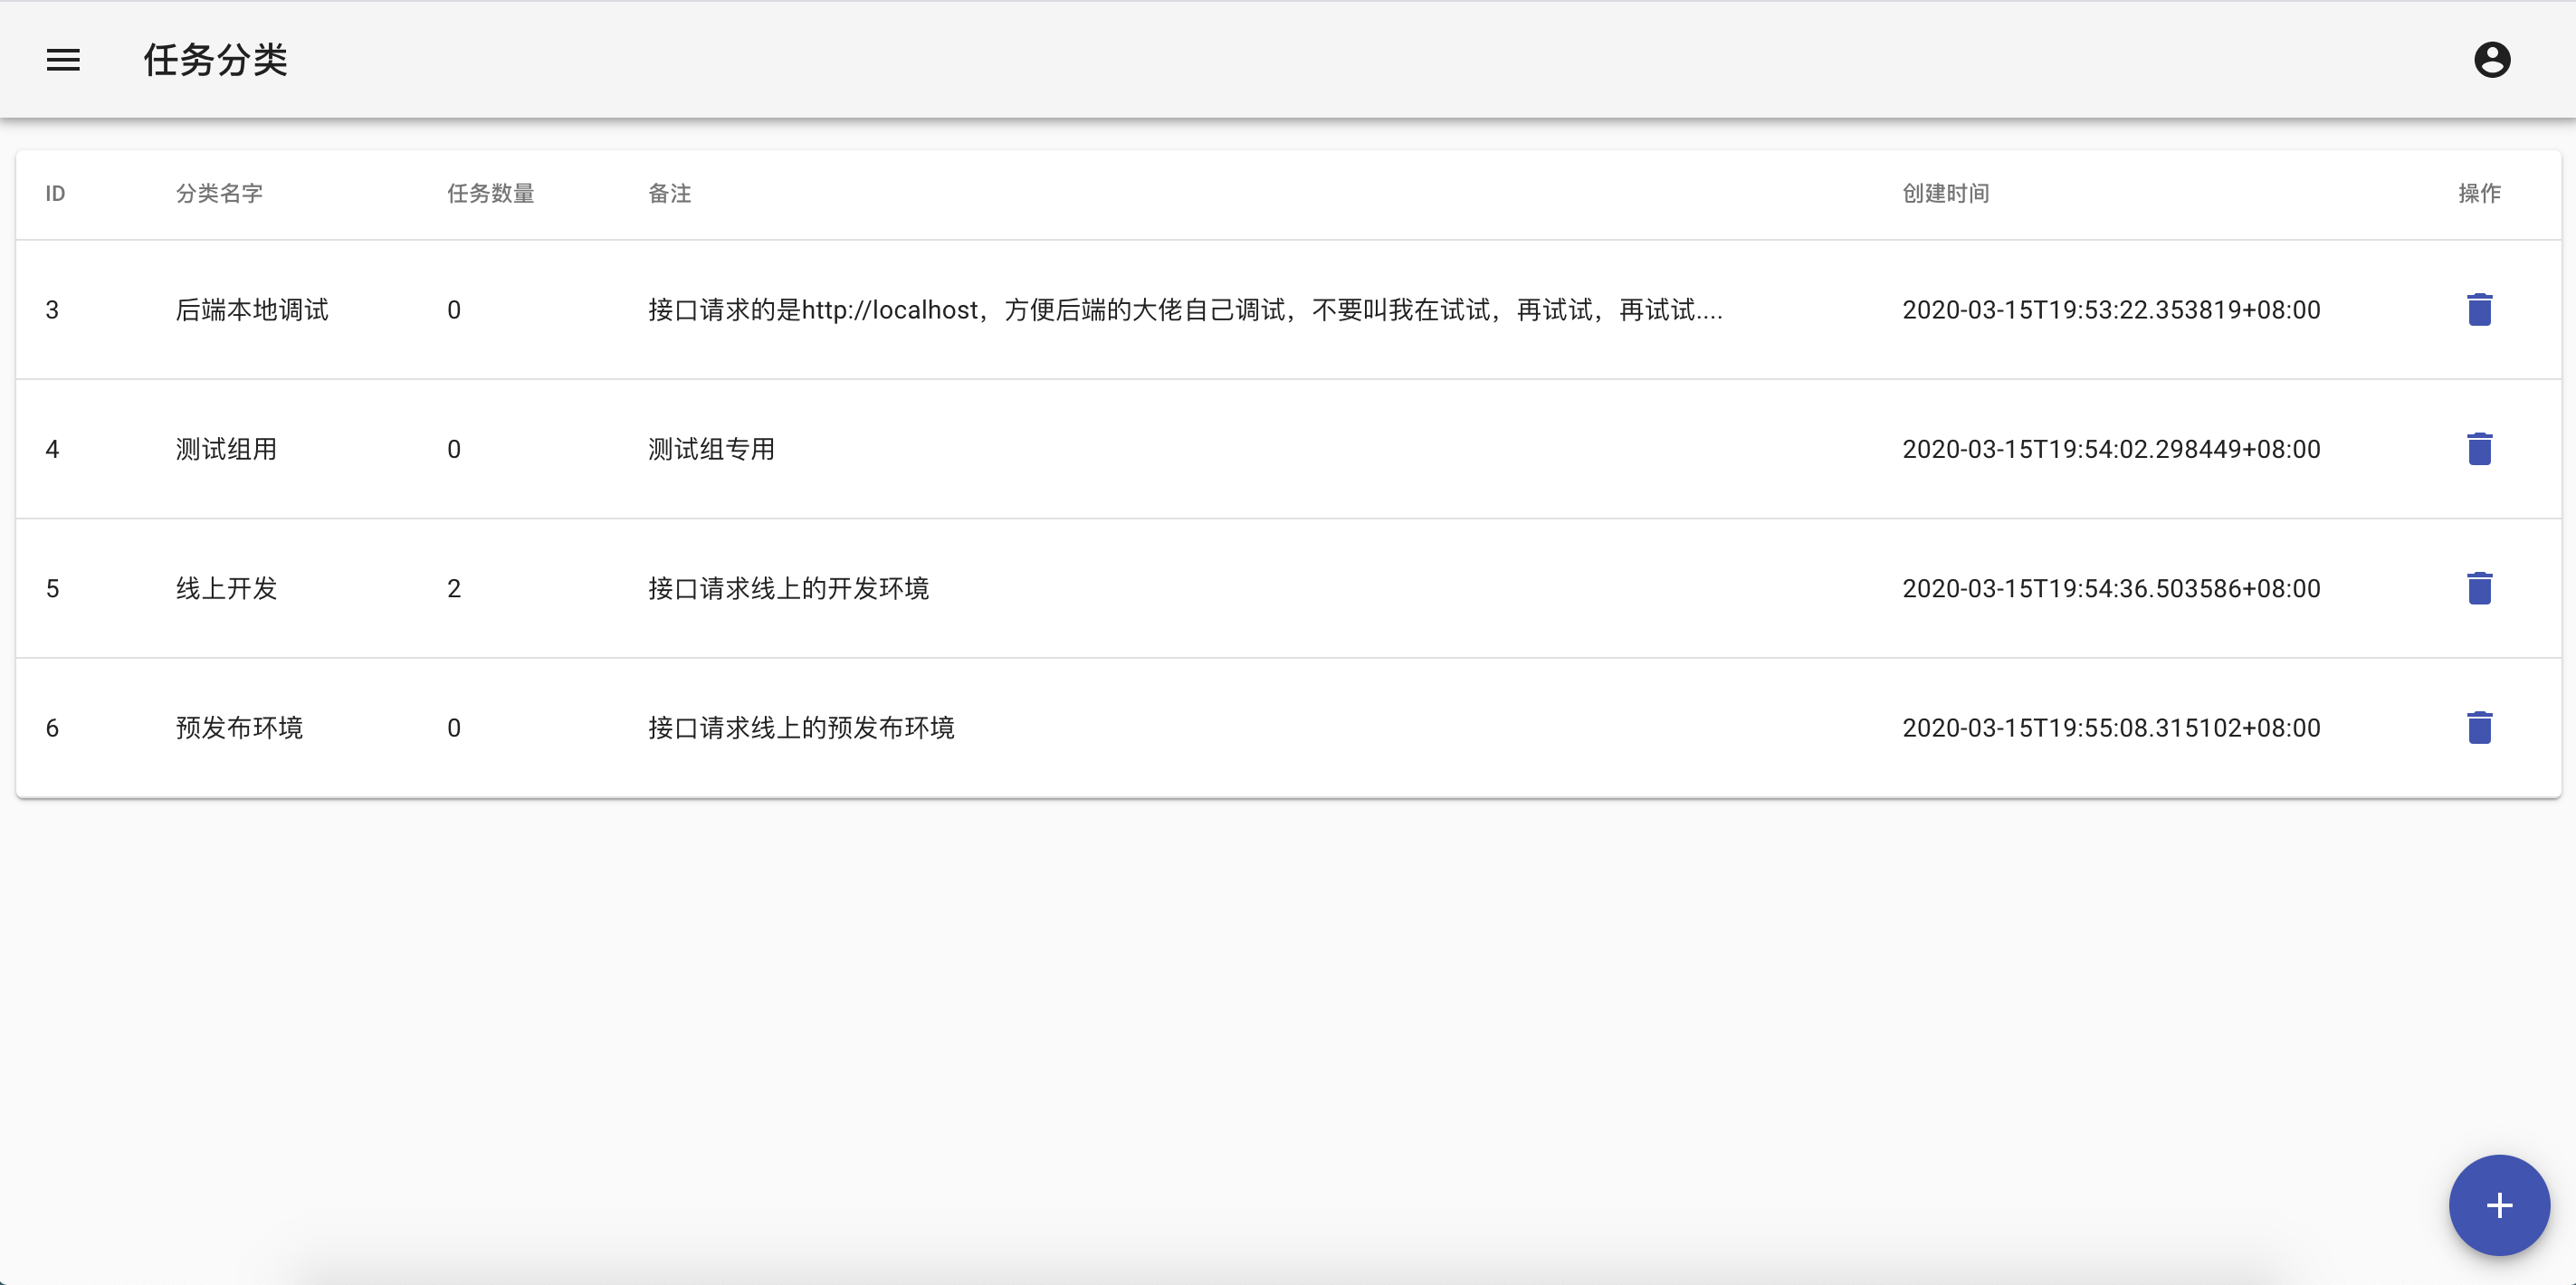 任务分类
ID 分类名字 任务数量 备注 创建时间 操作
3 后端本地调试 0 接口请求的是http://localhost，方便后端的大佬自己调试，不要叫我在试试，再试试，再试试.... 2020-03-15T19:53:22.353819+08:00
4 测试组用 0 测试组专用 2020-03-15T19:54:02.298449+08:00
5 线上开发 2 接口请求线上的开发环境 2020-03-15T19:54:36.503586+08:00
6 预发布环境 0 接口请求线上的预发布环境 2020-03-15T19:55:08.315102+08:00